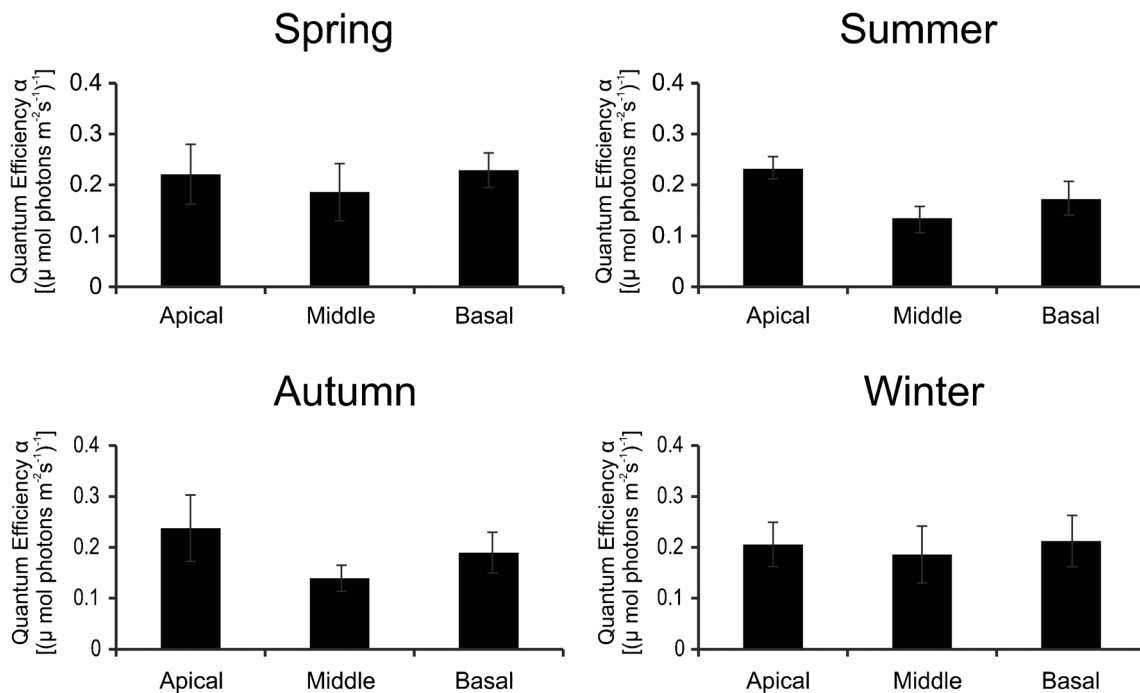 Spring
Quantum Efficiency α
[(μ mol photons m⁻²s⁻¹)⁻¹]
0.4
0.3
0.2
0.1
0
Apical Middle Basal
Summer
Quantum Efficiency α
[(μ mol photons m⁻²s⁻¹)⁻¹]
0.4
0.3
0.2
0.1
0
Apical Middle Basal
Autumn
Quantum Efficiency α
[(μ mol photons m⁻²s⁻¹)⁻¹]
0.4
0.3
0.2
0.1
0
Apical Middle Basal
Winter
Quantum Efficiency α
[(μ mol photons m⁻²s⁻¹)⁻¹]
0.4
0.3
0.2
0.1
0
Apical Middle Basal